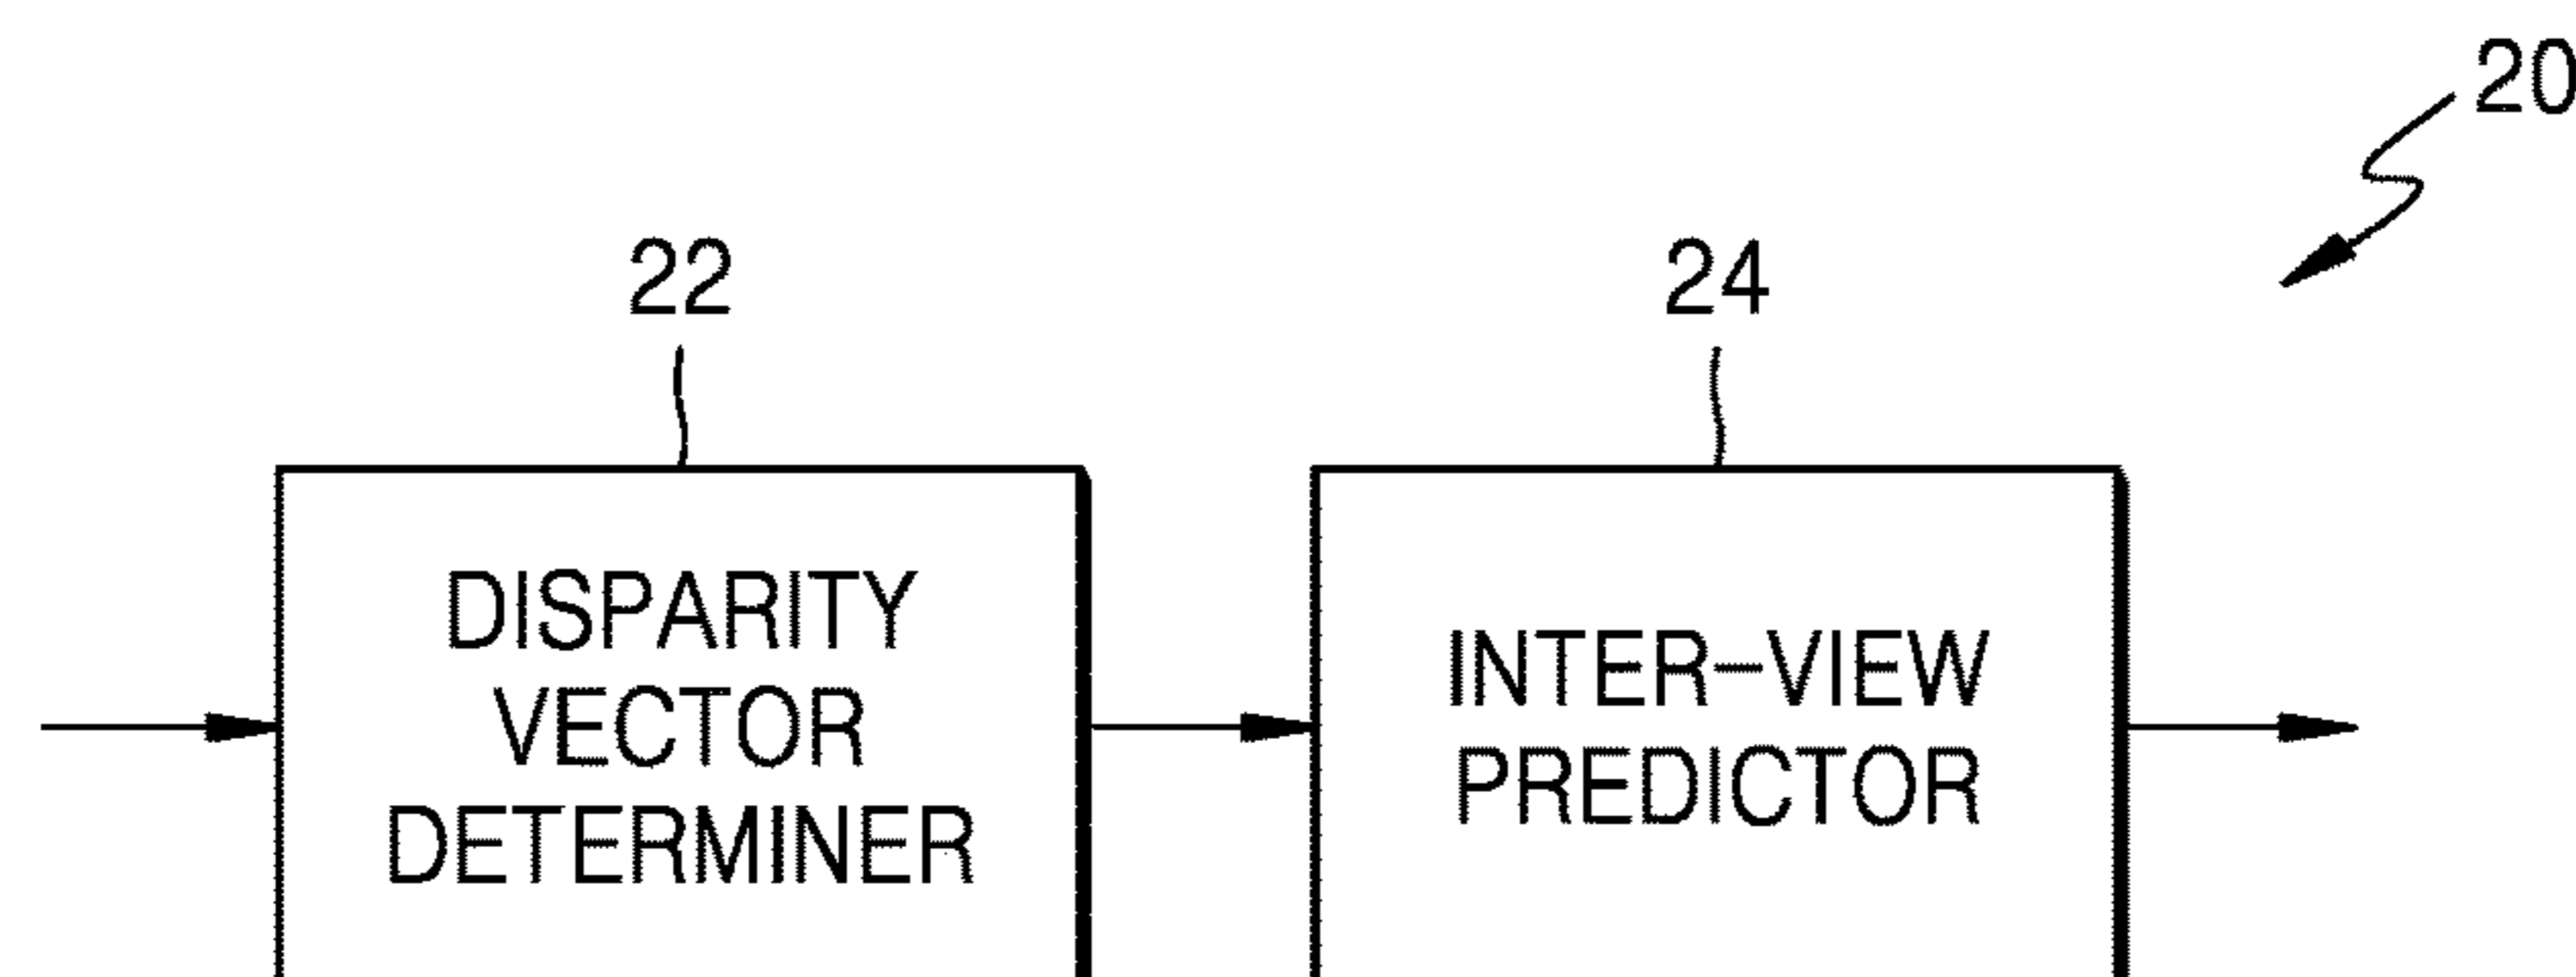 20
22
24
DISPARITY
VECTOR
DETERMINER
INTER-VIEW
PREDICTOR